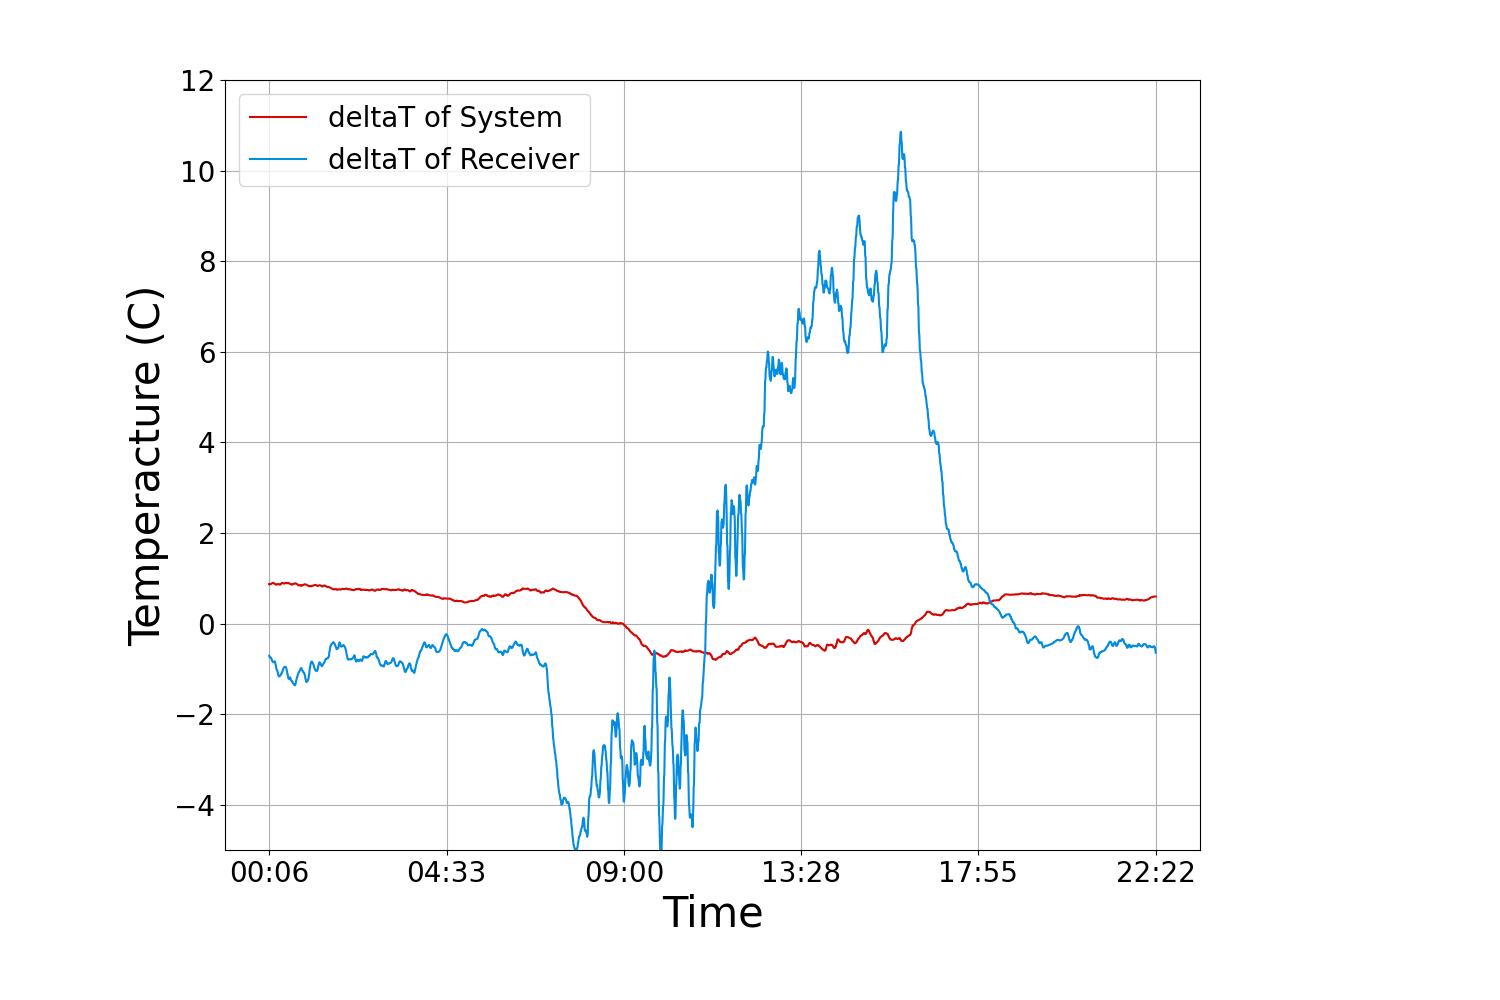 12
10
8
6
4
2
0
−2
−4
Temperacture (C)
deltaT of System
deltaT of Receiver
00:06 04:33 09:00 13:28 17:55 22:22
Time